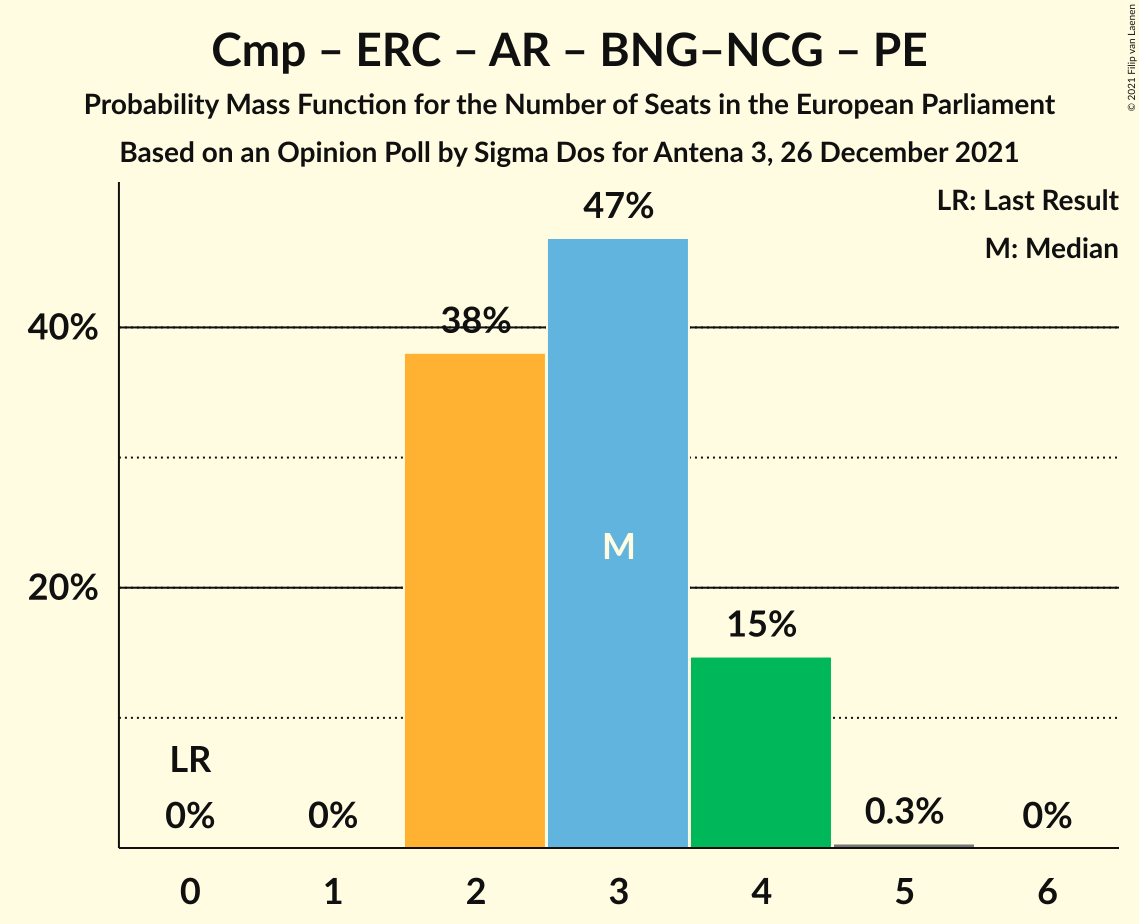 Cmp – ERC – AR – BNG–NCG – PE
Probability Mass Function for the Number of Seats in the European Parliament
Based on an Opinion Poll by Sigma Dos for Antena 3, 26 December 2021
© 2021 Filip van Laenen
LR: Last Result
M: Median
47%
38%
40%
M
20%
15%
LR
0%
0%
0.3%
0%
0 1 2 3 4 5 6